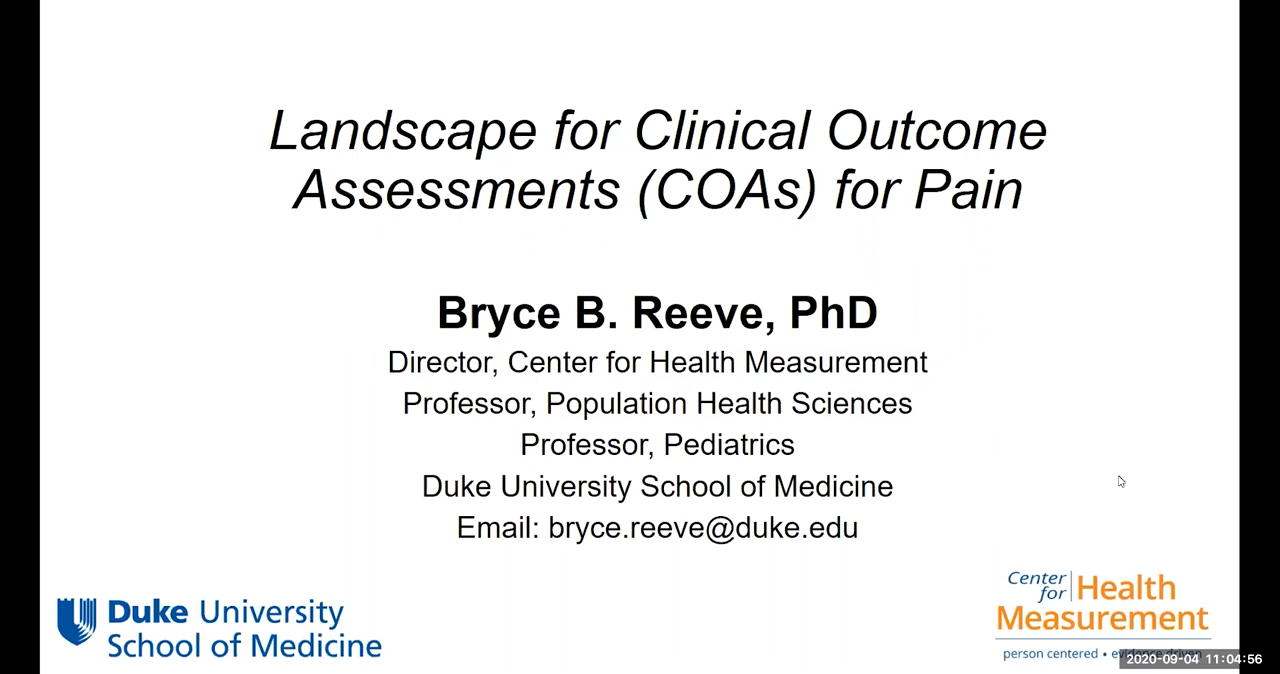 Landscape for Clinical Outcome
Assessments (COAs) for Pain
Bryce B. Reeve, PhD
Director, Center for Health Measurement
Professor, Population Health Sciences
Professor, Pediatrics
Duke University School of Medicine
Email: bryce.reeve@duke.edu
Duke University
School of Medicine
Center
for
Health
Measurement
person centered • evidence driven
2020-09-04 11:04:56